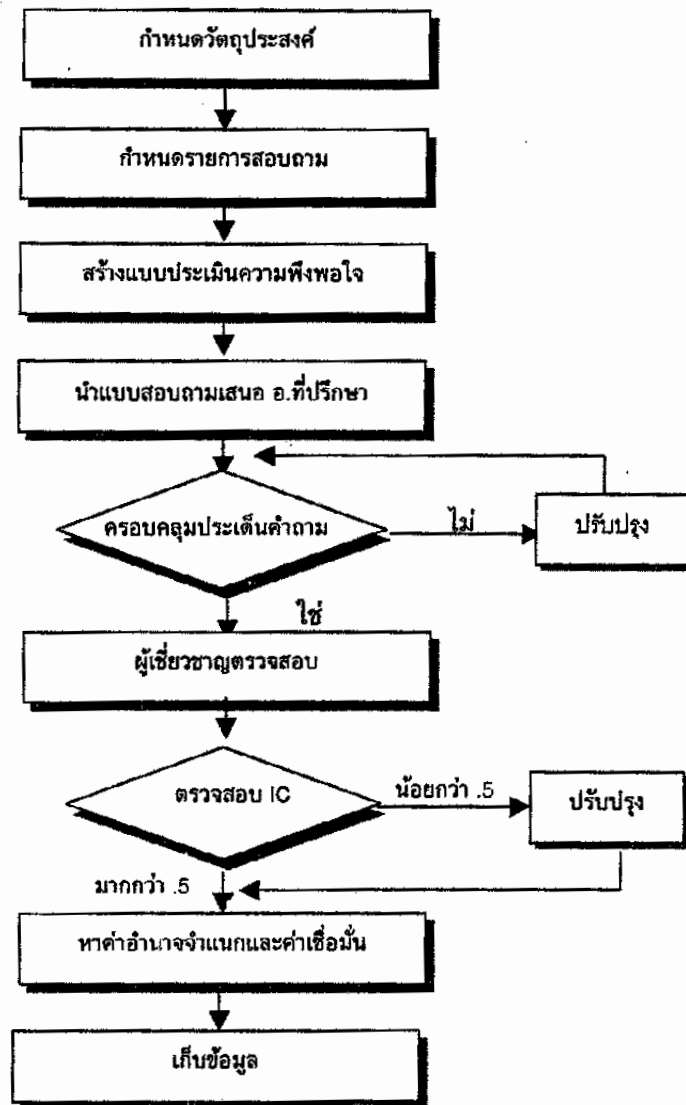 กำหนดวัตถุประสงค์
กำหนดรายการสอบถาม
สร้างแบบประเมินความพึงพอใจ
นำแบบสอบถามเสนอ อ.ที่ปรึกษา
ครอบคลุมประเด็นคำถาม
ไม่
ปรับปรุง
ใช่
ผู้เชี่ยวชาญตรวจสอบ
ตรวจสอบ IC
น้อยกว่า .5
ปรับปรุง
มากกว่า .5
หาค่าอำนาจจำแนกและค่าเชื่อมั่น
เก็บข้อมูล